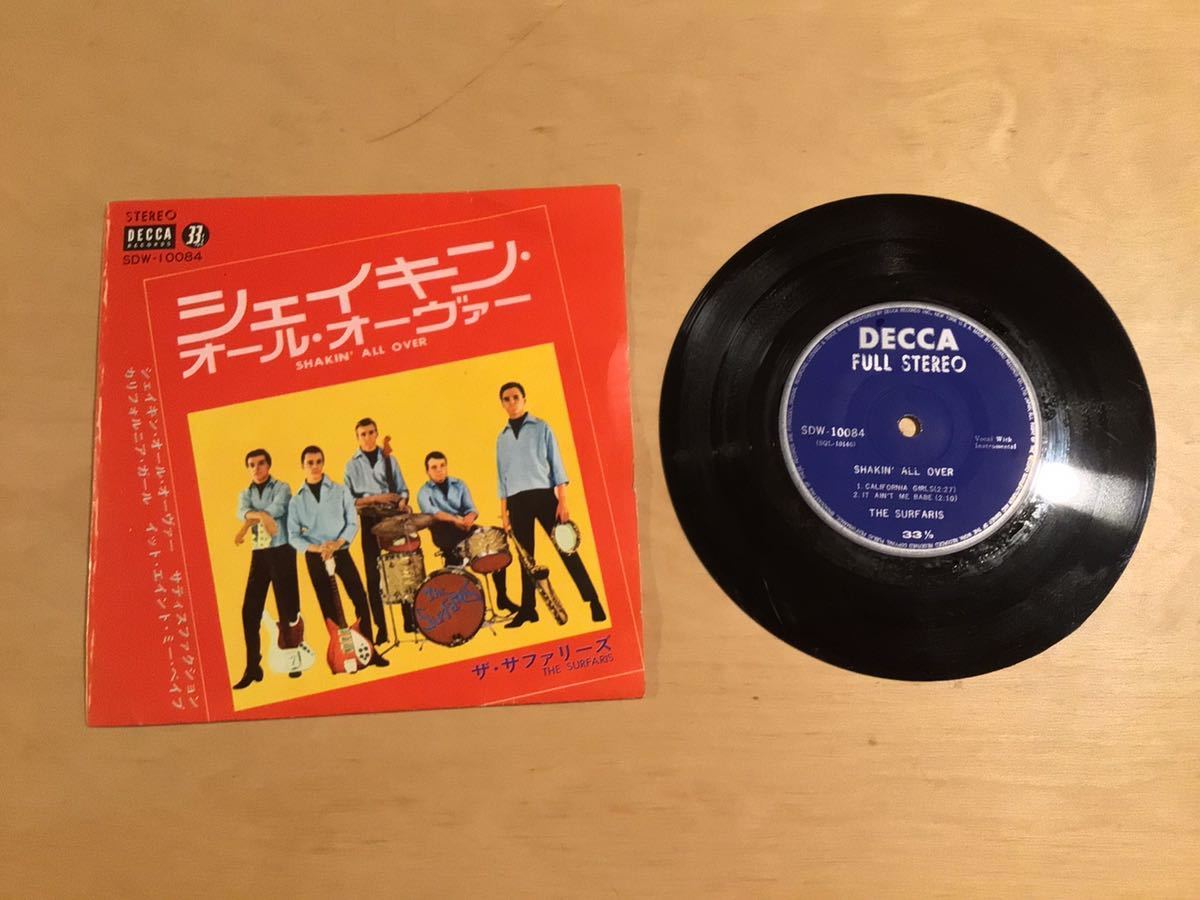 STEREO
DECCA
RECORDS
33⅓
SDW-10084
シェイキン・
オール・オーヴァー
SHAKIN' ALL OVER
シェイキン・オール・オーヴァー　サティスファクション
カリフォルニア・ガール　イット・エイント・ミー・ベイブ
The
Surfaris
ザ・サファリーズ
THE SURFARIS
DECCA
FULL STEREO
SDW-10084
Vocal With
Instrumental
SHAKIN' ALL OVER
1. CALIFORNIA GIRLS (2:27)
2. IT AIN'T ME BABE (2:10)
THE SURFARIS
33 ⅓